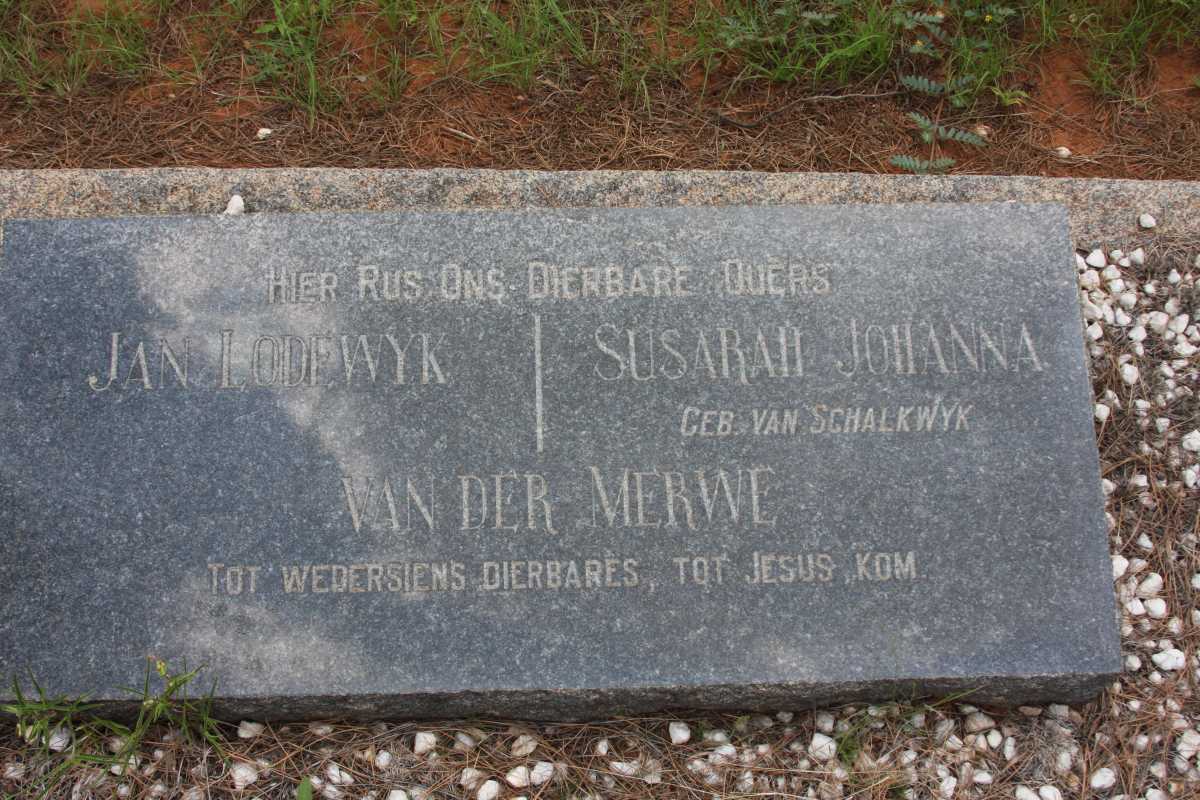 HIER RUS ONS DIERBARE OUERS
JAN LODEWYK | SUSARAH JOHANNA
GEB. VAN SCHALKWYK
VAN DER MERWE
TOT WEDERSIENS DIERBARES, TOT JESUS KOM.